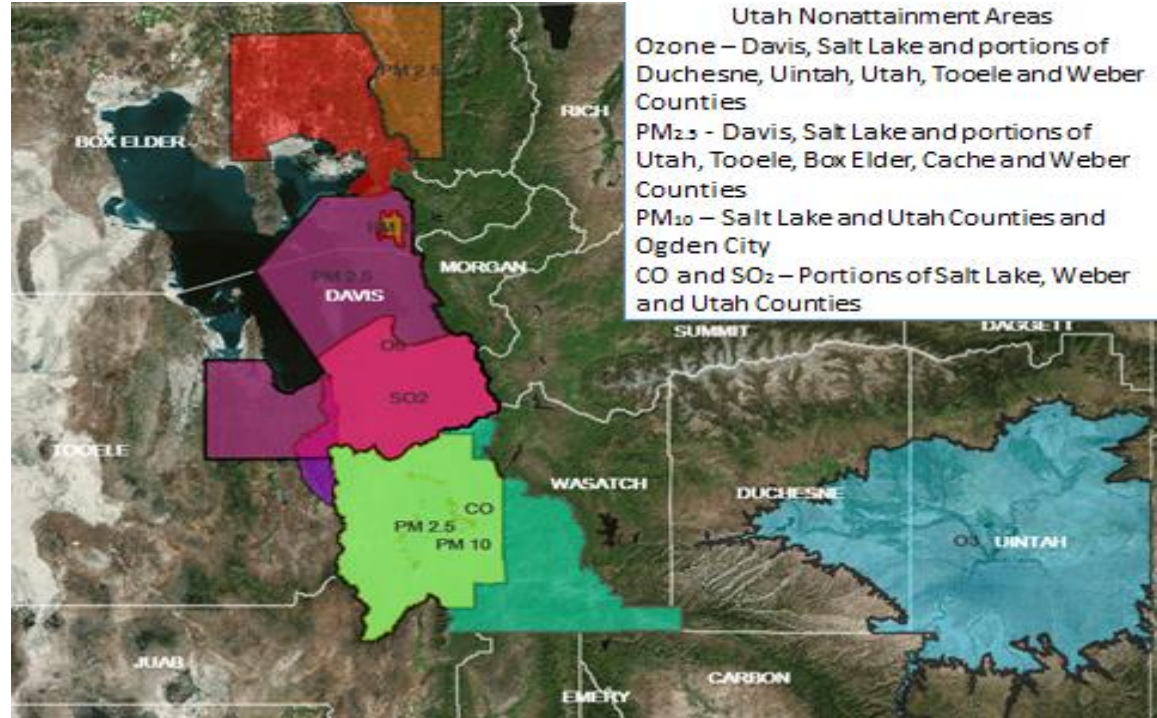 Utah Nonattainment Areas
Ozone – Davis, Salt Lake and portions of
Duchesne, Uintah, Utah, Tooele and Weber
Counties
PM2.5 - Davis, Salt Lake and portions of
Utah, Tooele, Box Elder, Cache and Weber
Counties
PM10 – Salt Lake and Utah Counties and
Ogden City
CO and SO2 – Portions of Salt Lake, Weber
and Utah Counties
PM 2.5
RICH
BOX ELDER
MORGAN
PM 2.5
DAVIS
SUMMIT
DAGGETT
O3
SO2
TOOELE
WASATCH
DUCHESNE
CO
PM 2.5
PM 10
O3
UINTAH
JUAB
CARBON
EMERY